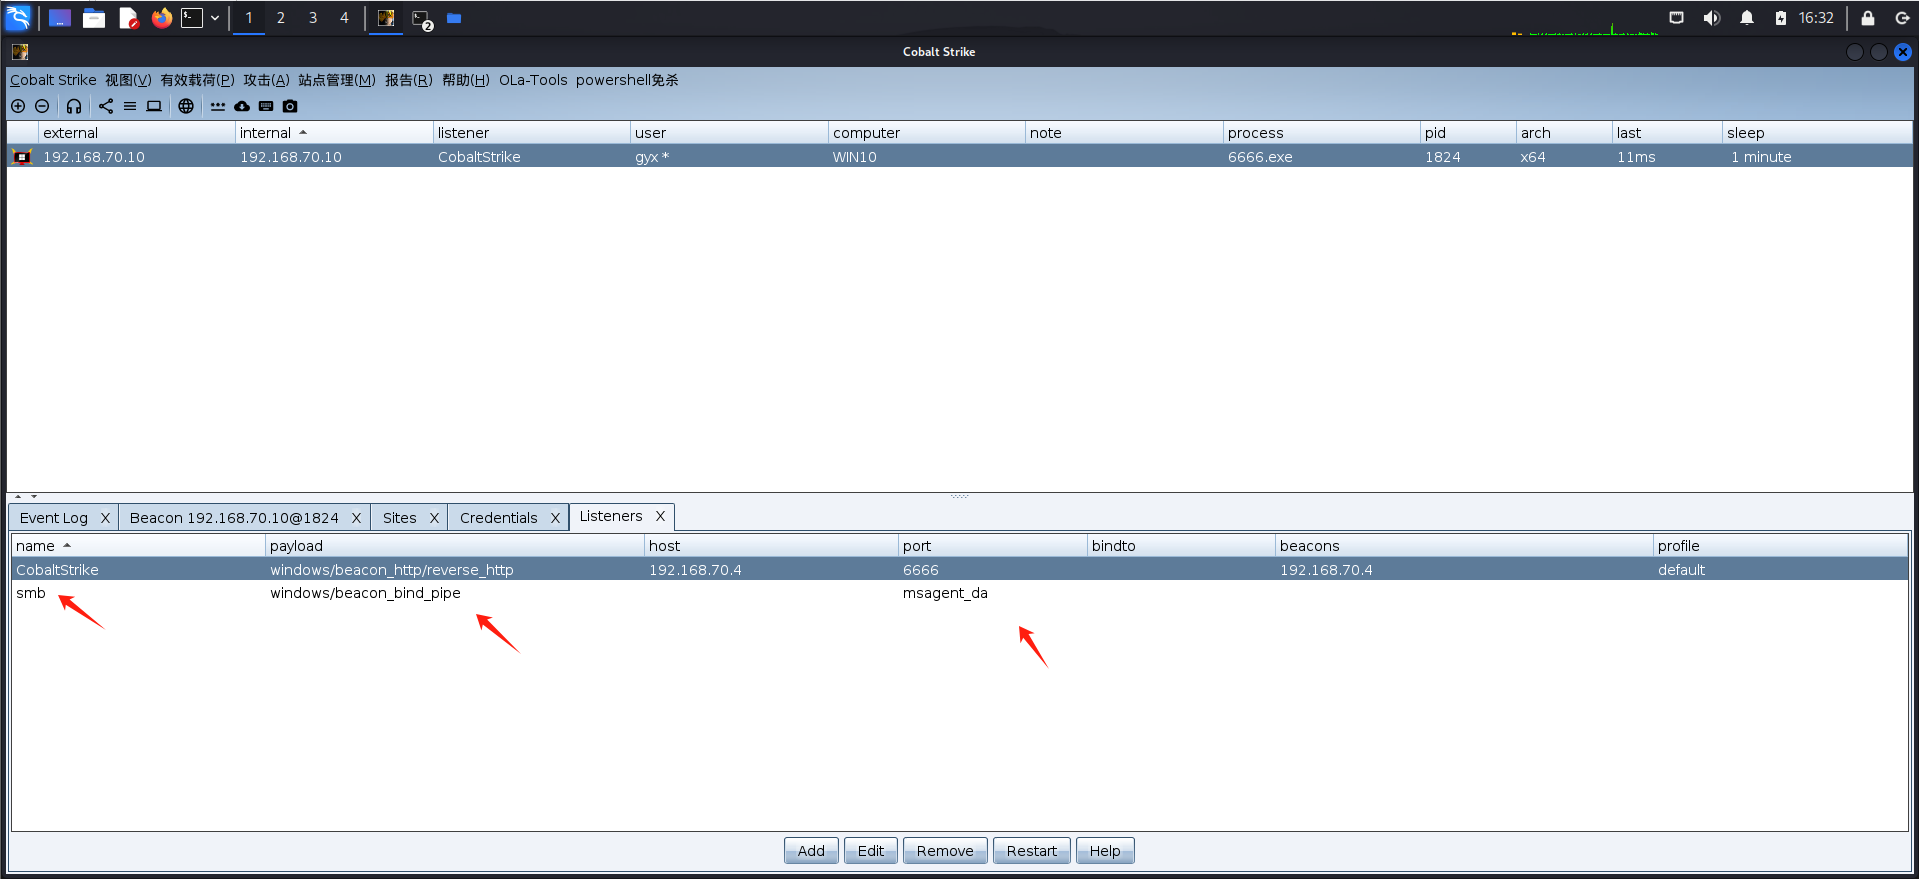 1 2 3 4 2 16:32
Cobalt Strike
Cobalt Strike 视图(V) 有效载荷(P) 攻击(A) 站点管理(M) 报告(R) 帮助(H) OLa-Tools powershell免杀
external internal listener user computer note process pid arch last sleep
192.168.70.10 192.168.70.10 CobaltStrike gyx * WIN10 6666.exe 1824 x64 11ms 1 minute
Event Log X Beacon 192.168.70.10@1824 X Sites X Credentials X Listeners X
name payload host port bindto beacons profile
CobaltStrike windows/beacon_http/reverse_http 192.168.70.4 6666 192.168.70.4 default
smb windows/beacon_bind_pipe msagent_da
Add Edit Remove Restart Help